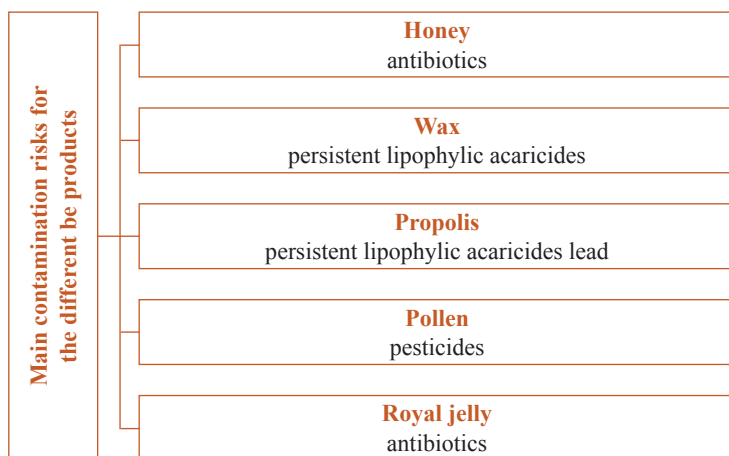 Main contamination risks for
the different be products
Honey
antibiotics
Wax
persistent lipophylic acaricides
Propolis
persistent lipophylic acaricides lead
Pollen
pesticides
Royal jelly
antibiotics